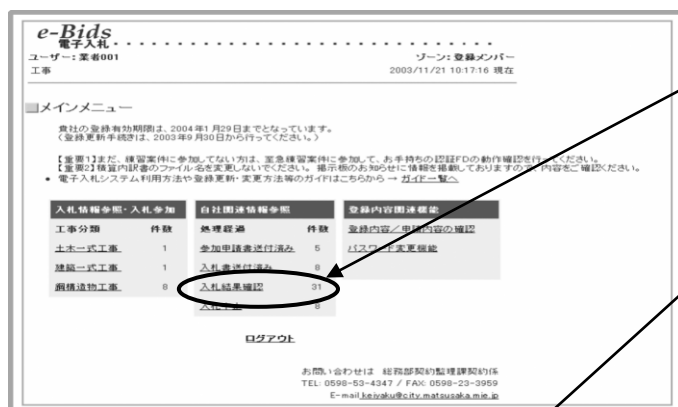 e-Bids
電子入札
ユーザー：業者001
ゾーン：登録メンバー
工事
2003/11/21 10:17:16 現在
メインメニュー
貴社の登録有効期限は、2004年1月29日までとなっています。
（登録更新手続きは、2003年9月30日から行ってください。）
【重要1】まだ、練習案件に参加してない方は、至急練習案件に参加して、お手持ちの認証FDの動作確認を行ってください。
【重要2】積算内訳書のファイル名を変更しないでください。 掲示板のお知らせに情報を掲載しておりますので、内容をご確認ください。
• 電子入札システム利用方法や登録更新・変更方法等のガイドはこちらから → ガイド一覧へ
入札情報参照・入札参加 自社関連情報参照 登録内容関連機能
工事分類 件数 処理経過 件数 登録内容／申請内容の確認
土木一式工事 1 参加申請書送付済み 5 パスワード変更機能
建築一式工事 1 入札書送付済み 8
鋼構造物工事 8 入札結果確認 31
入札中止 8
ログアウト
お問い合わせは 総務部契約監理課契約係
TEL: 0598-53-4347 / FAX: 0598-23-3959
E-mail keiyaku@city.matsusaka.mie.jp